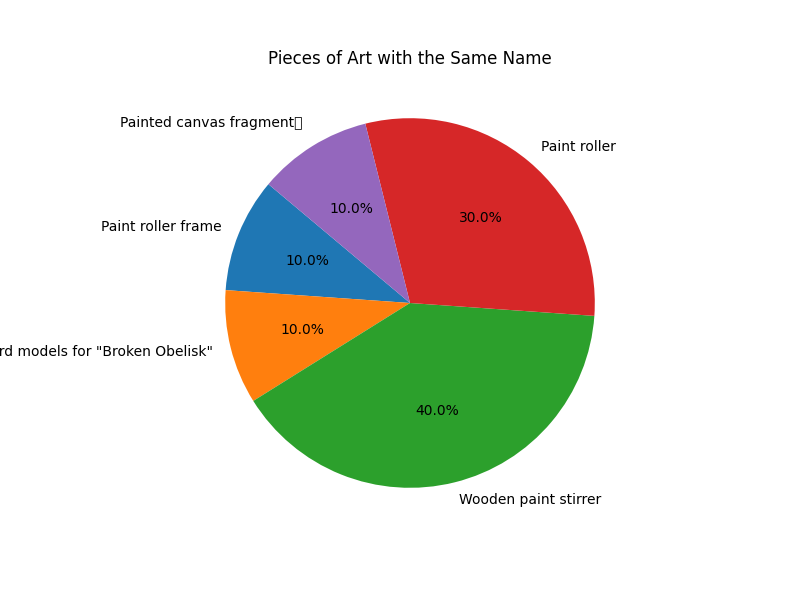 Pieces of Art with the Same Name
Painted canvas fragment
Paint roller
30.0%
10.0%
Paint roller frame
10.0%
10.0%
models for "Broken Obelisk"
40.0%
Wooden paint stirrer